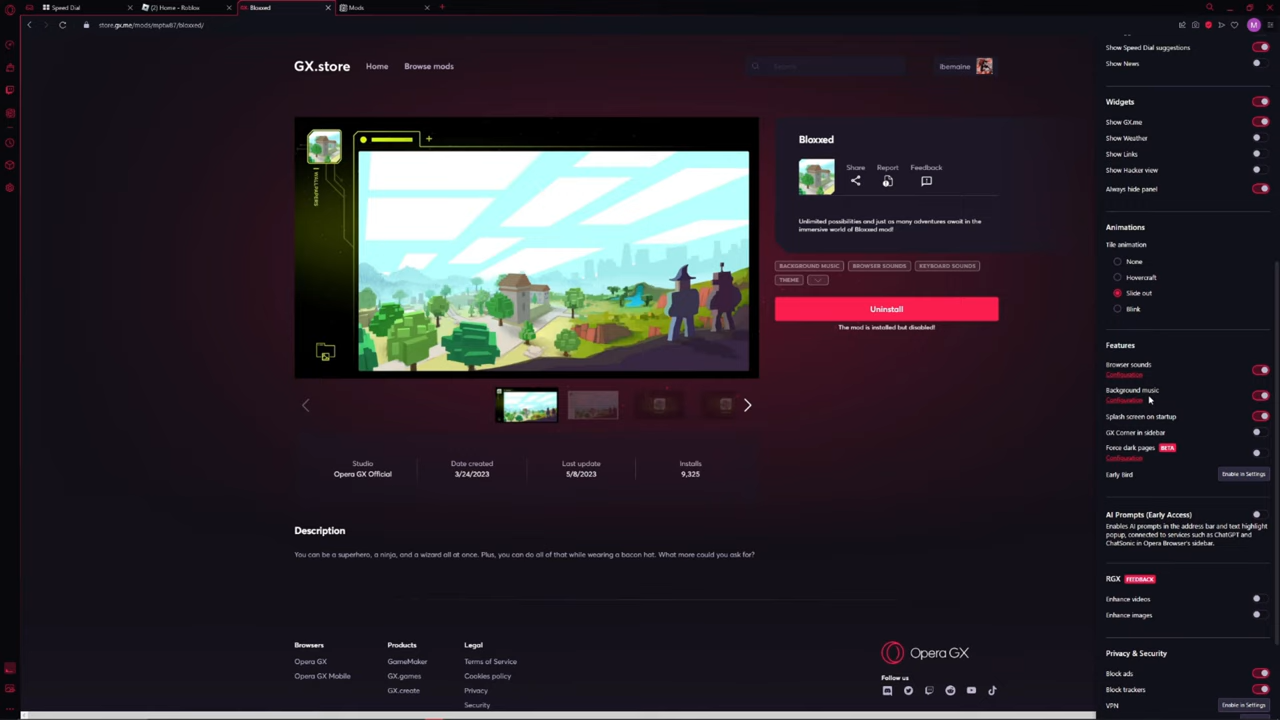 Speed Dial
(2) Home - Roblox
Bloxxed
Mods
store.gx.me/mods/mptw87/bloxxed/
M
GX.store
Home
Browse mods
Search
Ibemaine
WALLPAPERS
Bloxxed
Share
Report
Feedback
Unlimited possibilities and just as many adventures await in the
immersive world of Bloxxed mod!
BACKGROUND MUSIC
BROWSER SOUNDS
KEYBOARD SOUNDS
THEME
Uninstall
The mod is installed but disabled!
Studio
Opera GX Official
Date created
3/24/2023
Last update
5/8/2023
Installs
9,325
Description
You can be a superhero, a ninja, and a wizard all at once. Plus, you can do all of that while wearing a bacon hat. What more could you ask for?
Browsers
Opera GX
Opera GX Mobile
Products
GameMaker
GX.games
GX.create
Legal
Terms of Service
Cookies policy
Privacy
Security
Opera GX
Follow us
Show Speed Dial suggestions
Show News
Widgets
Show GX.me
Show Weather
Show Links
Show Hacker view
Always hide panel
Animations
Tile animation
None
Hovercraft
Slide out
Blink
Features
Browser sounds
Configuration
Background music
Configuration
Splash screen on startup
GX Corner in sidebar
Force dark pages BETA
Configuration
Early Bird
Enable in Settings
AI Prompts (Early Access)
Enables AI prompts in the address bar and text highlight
popup, connected to services such as ChatGPT and
ChatSonic in Opera Browser's sidebar.
RGX FEEDBACK
Enhance videos
Enhance images
Privacy & Security
Block ads
Block trackers
VPN
Enable in Settings